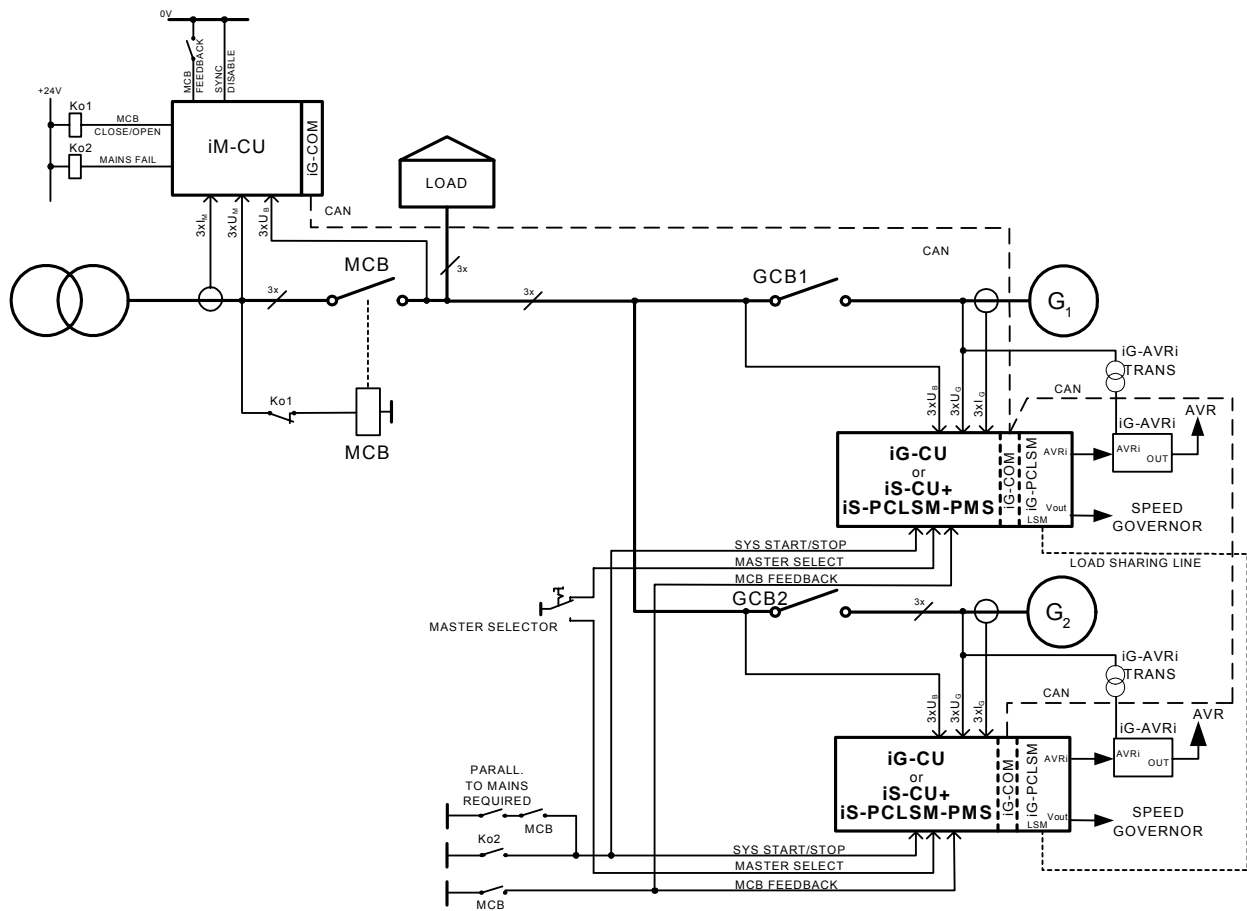 0V
MCB
FEEDBACK
SYNC
DISABLE
+24V
Ko1
MCB
CLOSE/OPEN
Ko2
MAINS FAIL
iM-CU
iG-COM
LOAD
3xIM
3xUM
3xUB
CAN
CAN
3x
MCB
3x
3x
GCB1
G1
Ko1
MCB
iG-AVRi
TRANS
CAN
3xUB
3xUG
3xIG
iG-AVRi
AVR
iG-CU
or
iS-CU+
iS-PCLSM-PMS
iG-COM
iG-PCLSM
AVRi
Vout
LSM
AVRi
OUT
SPEED
GOVERNOR
SYS START/STOP
MASTER SELECT
MCB FEEDBACK
LOAD SHARING LINE
MASTER SELECTOR
GCB2
3x
G2
iG-AVRi
TRANS
CAN
3xUB
3xUG
3xIG
iG-AVRi
AVR
iG-CU
or
iS-CU+
iS-PCLSM-PMS
iG-COM
iG-PCLSM
AVRi
Vout
LSM
AVRi
OUT
SPEED
GOVERNOR
PARALL.
TO MAINS
REQUIRED
MCB
Ko2
SYS START/STOP
MASTER SELECT
MCB FEEDBACK
MCB